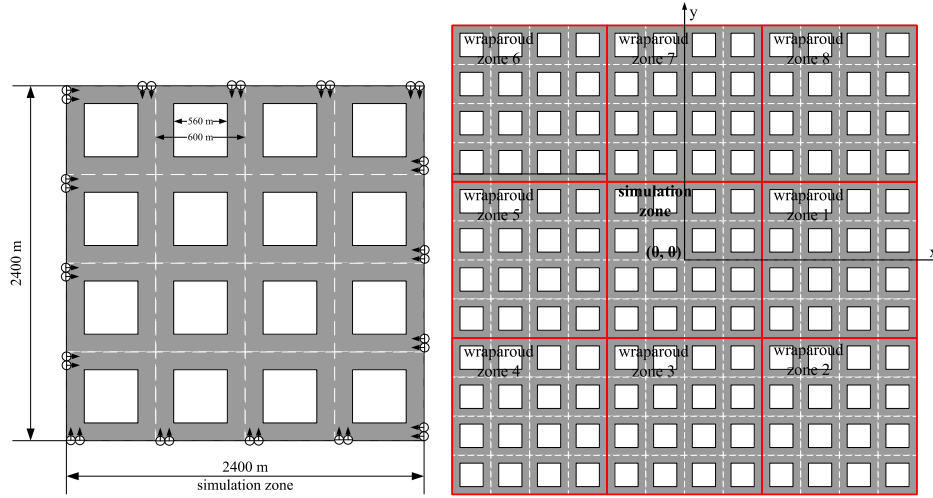 560 m
600 m
2400 m
2400 m
simulation zone
y
wraparoud
zone 6
wraparoud
zone 7
wraparoud
zone 8
wraparoud
zone 5
simulation
zone
wraparoud
zone 1
(0, 0)
x
wraparoud
zone 4
wraparoud
zone 3
wraparoud
zone 2